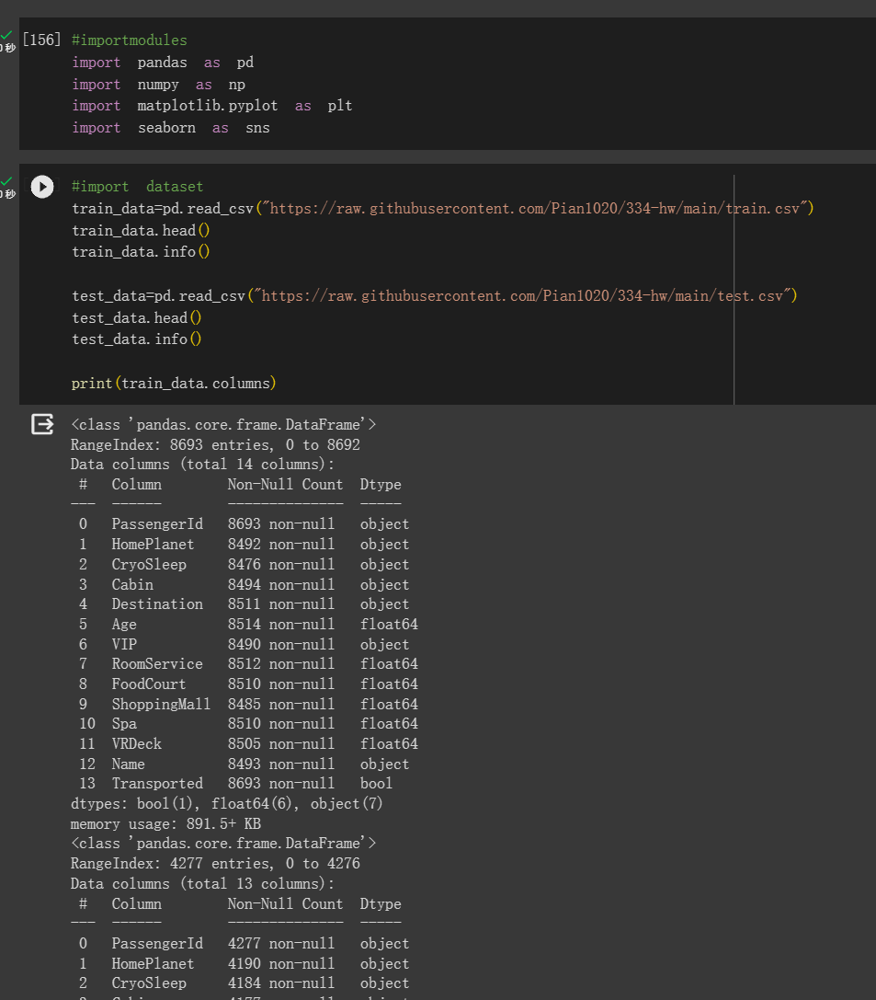 [156] #importmodules
0秒
import pandas as pd
import numpy as np
import matplotlib.pyplot as plt
import seaborn as sns
#import dataset
0秒
train_data=pd.read_csv("https://raw.githubusercontent.com/Pian1020/334-hw/main/train.csv")
train_data.head()
train_data.info()
test_data=pd.read_csv("https://raw.githubusercontent.com/Pian1020/334-hw/main/test.csv")
test_data.head()
test_data.info()
print(train_data.columns)
<class 'pandas.core.frame.DataFrame'>
RangeIndex: 8693 entries, 0 to 8692
Data columns (total 14 columns):
# Column Non-Null Count Dtype
--- ------ -------------- -----
0 PassengerId 8693 non-null object
1 HomePlanet 8492 non-null object
2 CryoSleep 8476 non-null object
3 Cabin 8494 non-null object
4 Destination 8511 non-null object
5 Age 8514 non-null float64
6 VIP 8490 non-null object
7 RoomService 8512 non-null float64
8 FoodCourt 8510 non-null float64
9 ShoppingMall 8485 non-null float64
10 Spa 8510 non-null float64
11 VRDeck 8505 non-null float64
12 Name 8493 non-null object
13 Transported 8693 non-null bool
dtypes: bool(1), float64(6), object(7)
memory usage: 891.5+ KB
<class 'pandas.core.frame.DataFrame'>
RangeIndex: 4277 entries, 0 to 4276
Data columns (total 13 columns):
# Column Non-Null Count Dtype
--- ------ -------------- -----
0 PassengerId 4277 non-null object
1 HomePlanet 4190 non-null object
2 CryoSleep 4184 non-null object